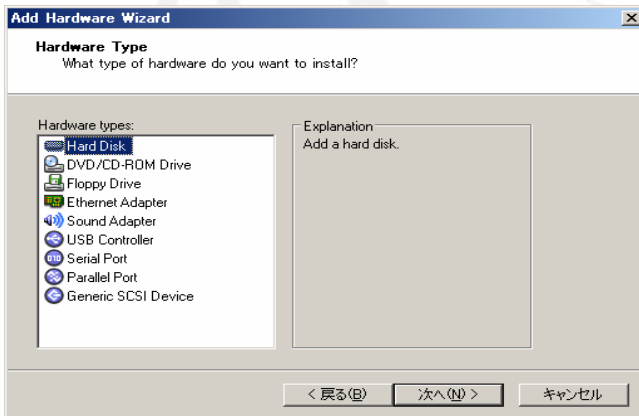 Add Hardware Wizard
Hardware Type
What type of hardware do you want to install?
Hardware types:
Hard Disk
DVD/CD-ROM Drive
Floppy Drive
Ethernet Adapter
Sound Adapter
USB Controller
Serial Port
Parallel Port
Generic SCSI Device
Explanation
Add a hard disk.
< 戻る(B)
次へ(N) >
キャンセル